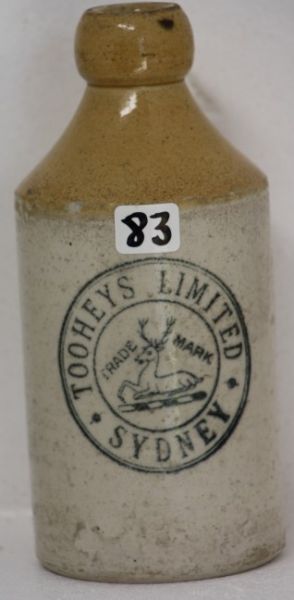 83
TOOHEYS LIMITED
TRADE MARK
SYDNEY